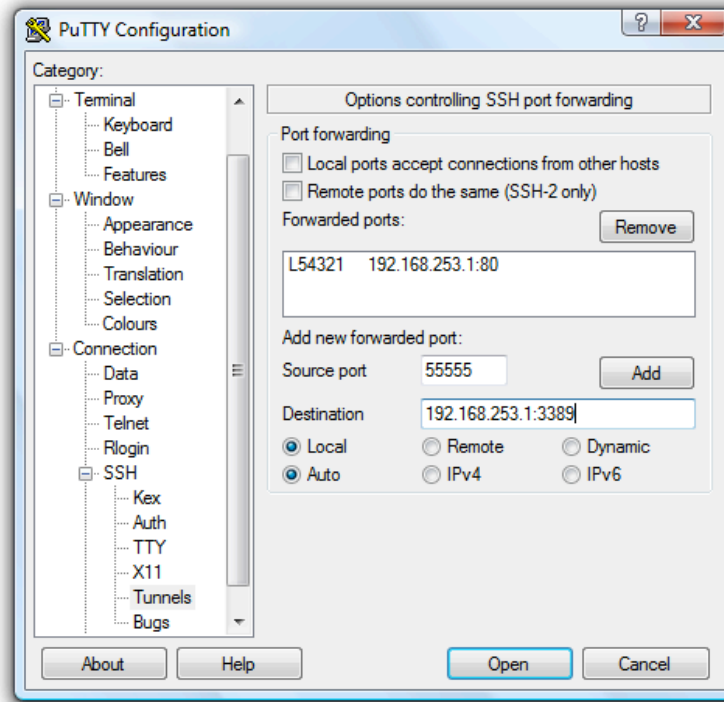 PuTTY Configuration
?
Category:
Terminal
Keyboard
Bell
Features
Window
Appearance
Behaviour
Translation
Selection
Colours
Connection
Data
Proxy
Telnet
Rlogin
SSH
Kex
Auth
TTY
X11
Tunnels
Bugs
Options controlling SSH port forwarding
Port forwarding
Local ports accept connections from other hosts
Remote ports do the same (SSH-2 only)
Forwarded ports:
Remove
L54321 192.168.253.1:80
Add new forwarded port:
Source port 55555 Add
Destination 192.168.253.1:3389
Local Remote Dynamic
Auto IPv4 IPv6
About Help Open Cancel